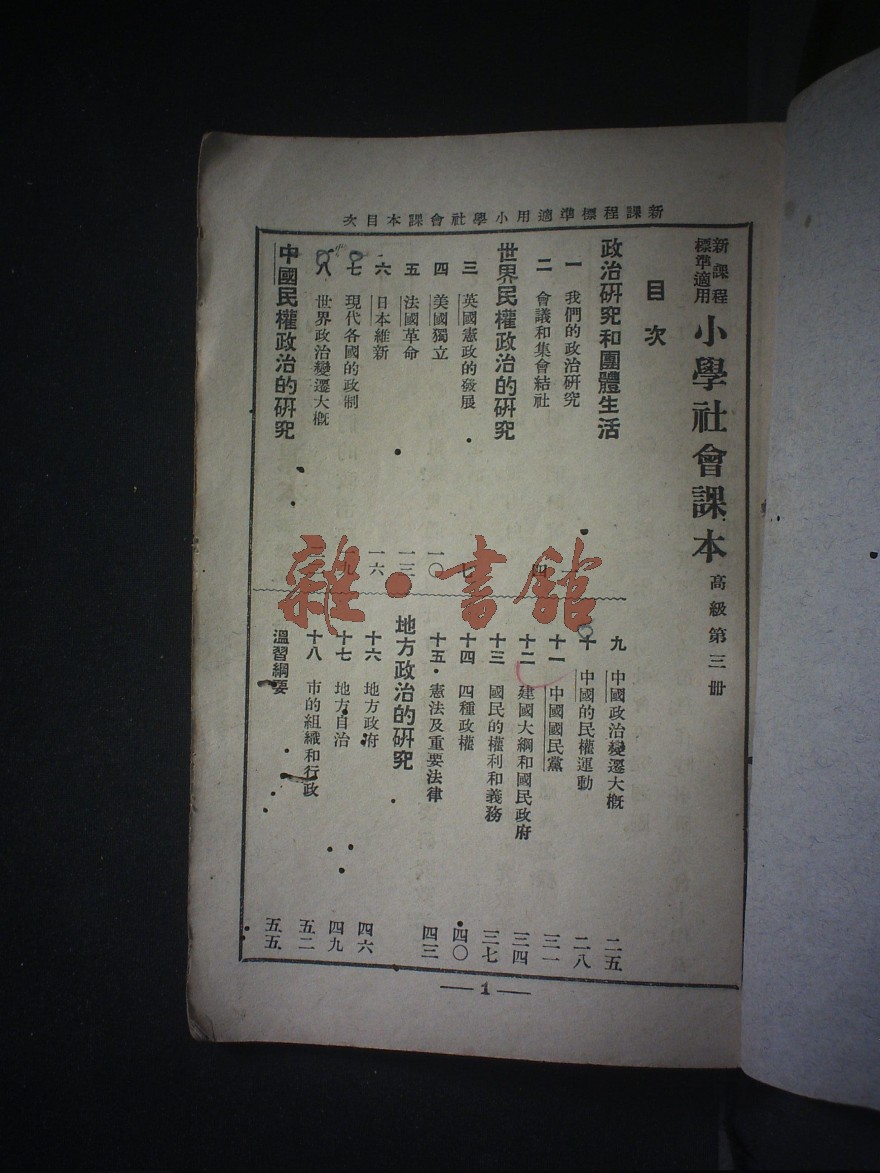 新課程標準適用小學社會課本目次
新課程標準適用 小學社會課本 高級第三冊
目次
政治研究和團體生活
一 我們的政治研究 一
二 會議和集會結社 四
世界民權政治的研究
三 英國憲政的發展 七
四 美國獨立 一〇
五 法國革命 一三
六 日本維新 一六
七 現代各國的政制 一九
八 世界政治變遷大概
中國民權政治的研究
九 中國政治變遷大概 二五
十 中國的民權運動 二八
十一 中國國民黨 三一
十二 建國大綱和國民政府 三四
十三 國民的權利和義務 三七
十四 四種政權 四〇
十五 憲法及重要法律 四三
地方政治的研究
十六 地方政府 四六
十七 地方自治 四九
十八 市的組織和行政 五二
溫習綱要 五五
1
雜·書館